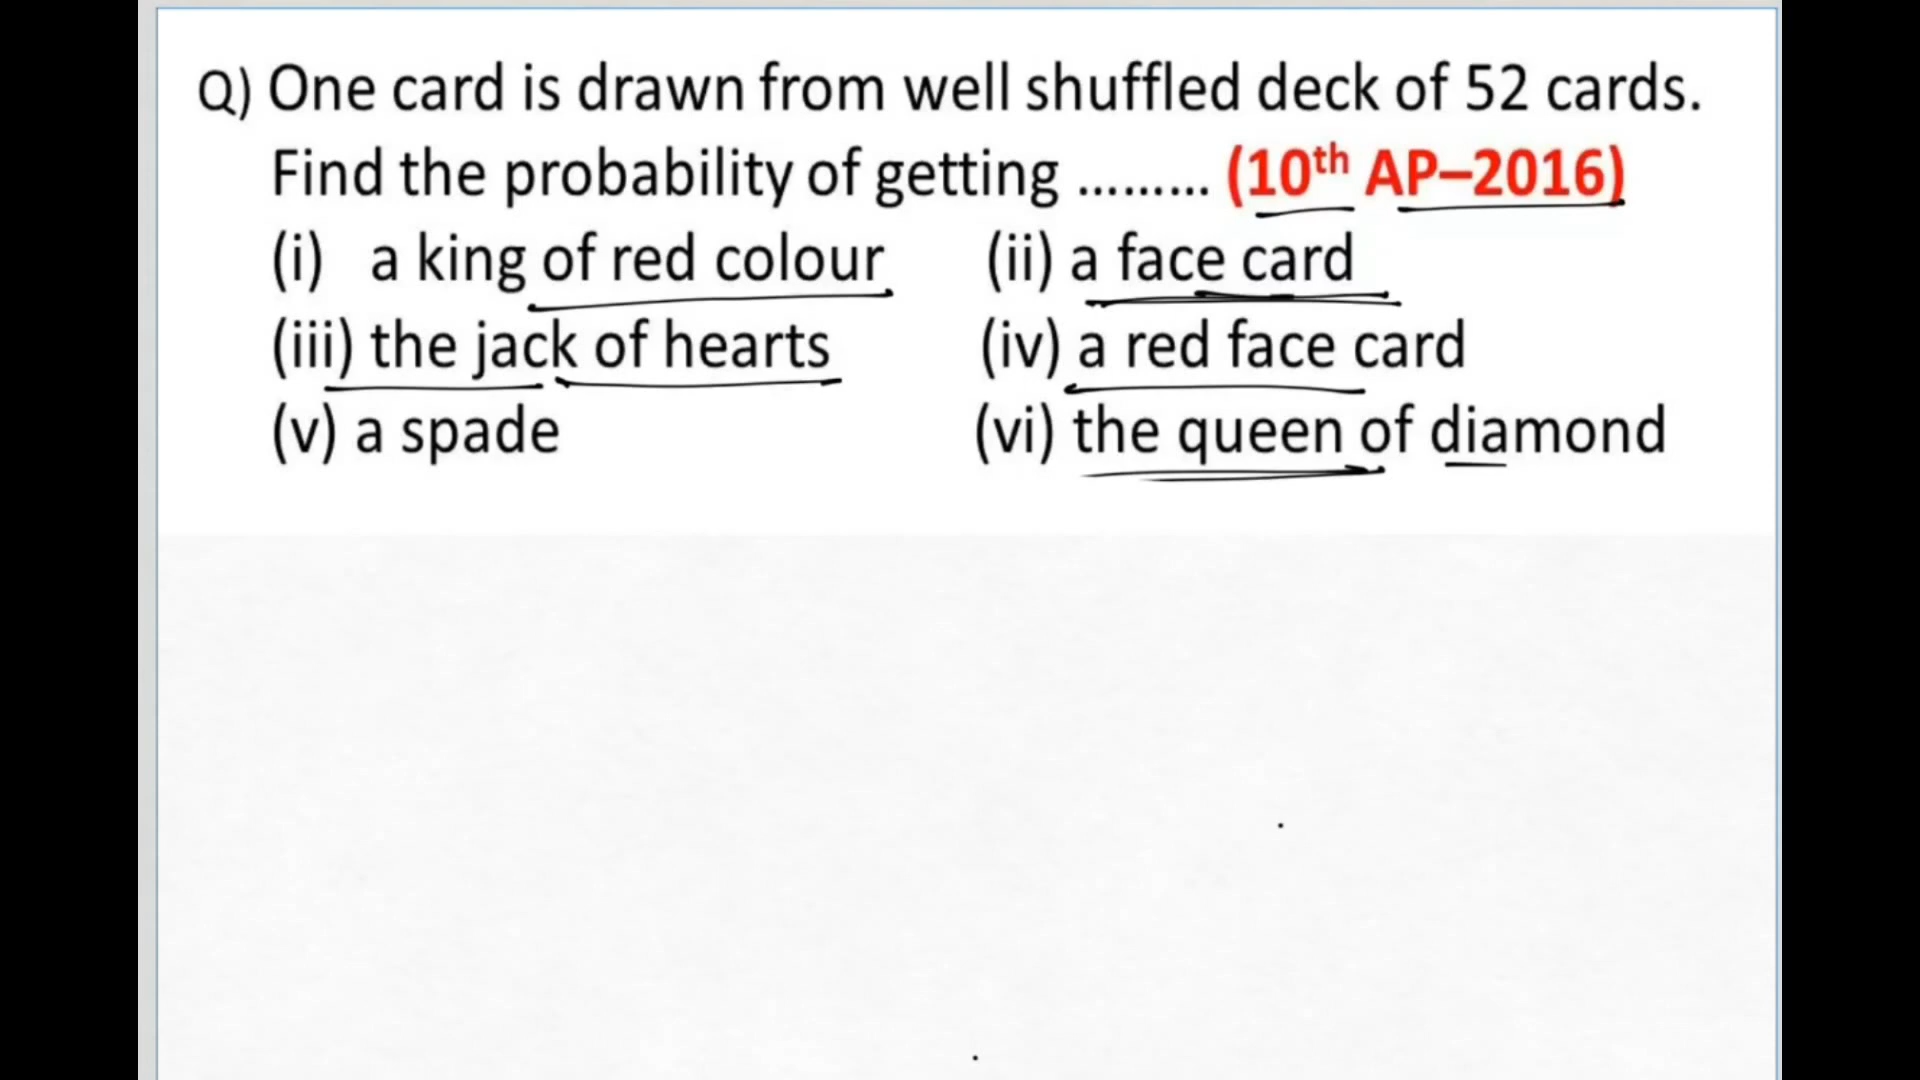 Q) One card is drawn from well shuffled deck of 52 cards.
Find the probability of getting ......... (10th AP–2016)
(i) a king of red colour (ii) a face card
(iii) the jack of hearts (iv) a red face card
(v) a spade (vi) the queen of diamond